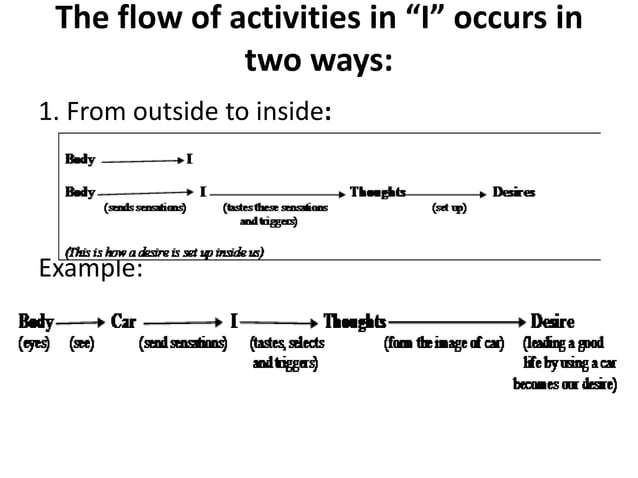 The flow of activities in “I” occurs in
two ways:
1. From outside to inside:
Body I
Body I Thoughts Desires
(sends sensations) (tastes these sensations (set up)
and triggers)
(This is how a desire is set up inside us)
Example:
Body Car I Thoughts Desire
(eyes) (see) (send sensations) (tastes, selects (form the image of car) (leading a good
and triggers) life by using a car
becomes our desire)